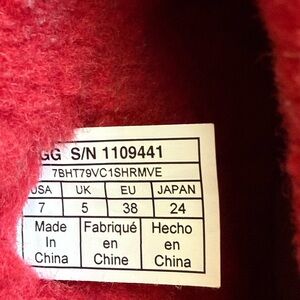 GG S/N 1109441
7BHT79VC1SHRMVE
USA UK EU JAPAN
7 5 38 24
Made Fabriqué Hecho
In en en
China Chine China